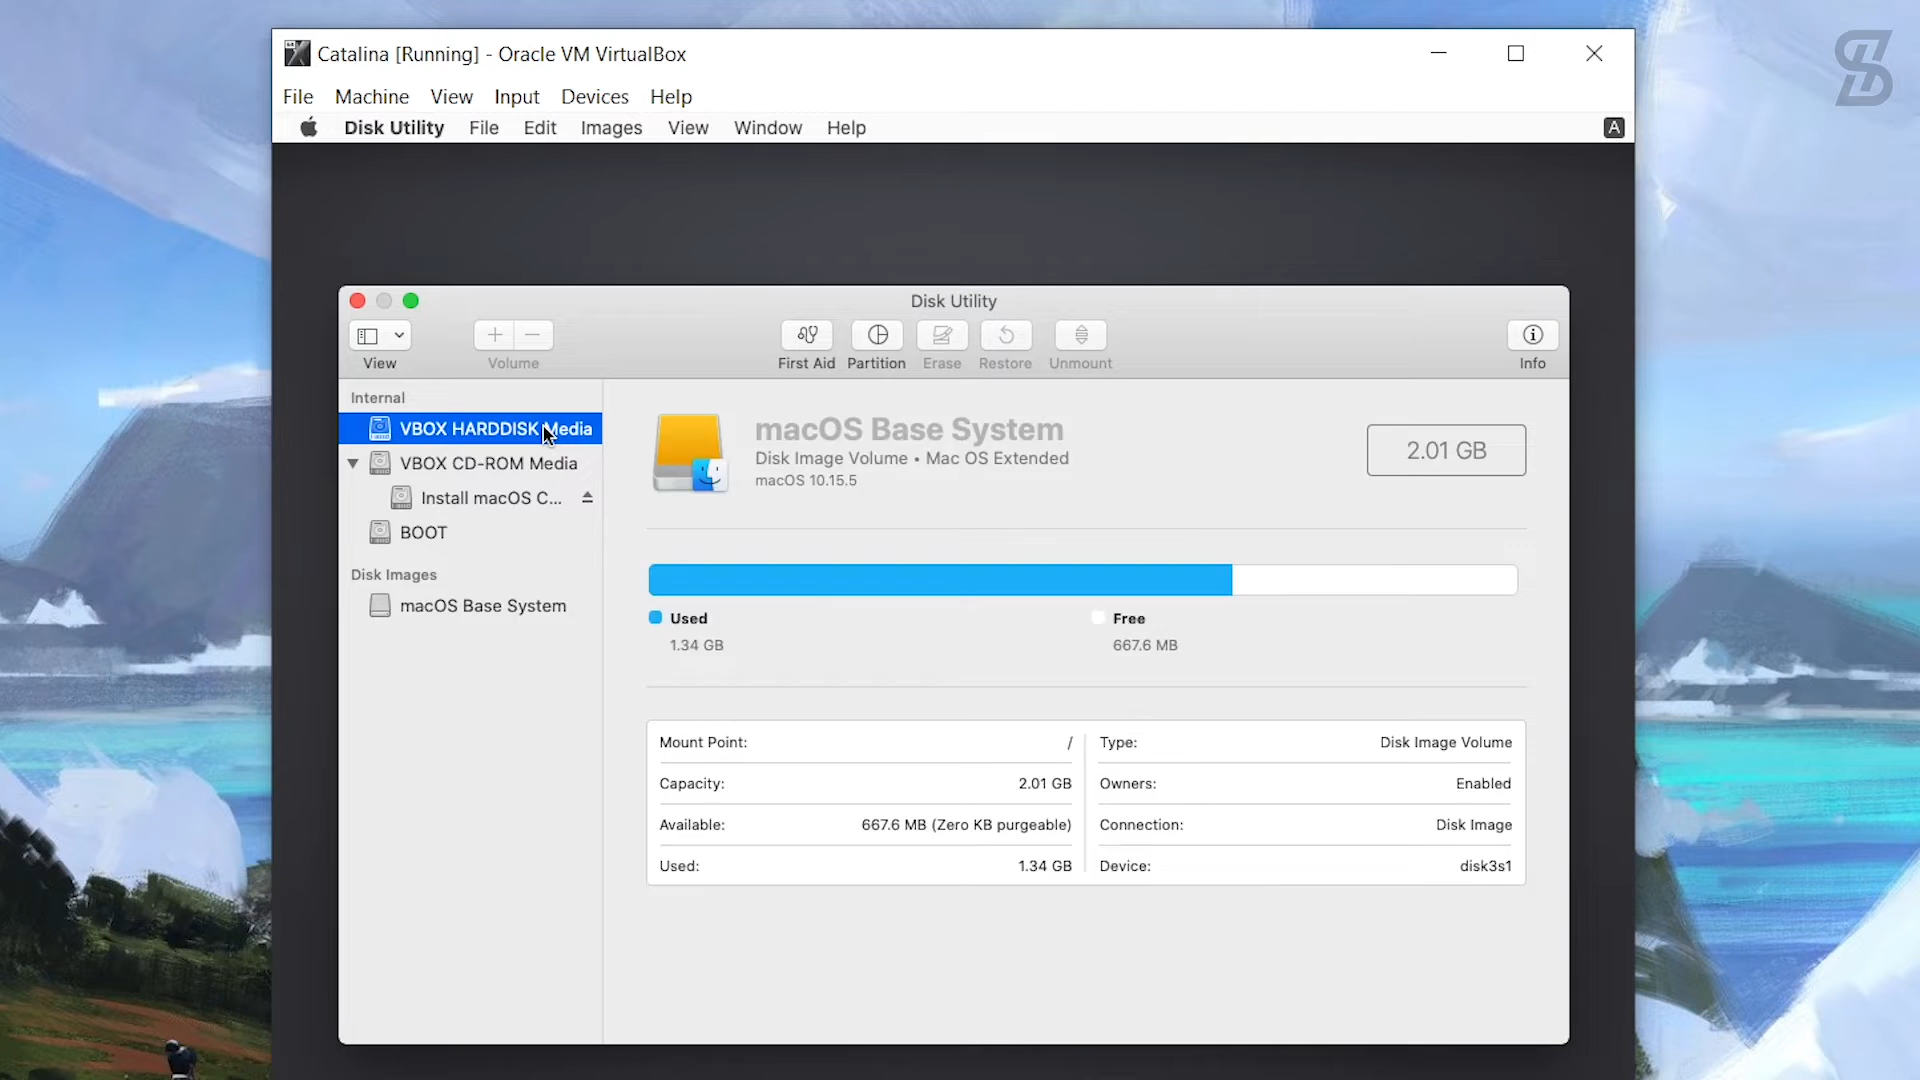 Catalina [Running] - Oracle VM VirtualBox
File Machine View Input Devices Help
Disk Utility File Edit Images View Window Help
A
Disk Utility
View
Volume
First Aid
Partition
Erase
Restore
Unmount
Info
Internal
VBOX HARDDISK Media
VBOX CD-ROM Media
Install macOS C...
BOOT
Disk Images
macOS Base System
macOS Base System
Disk Image Volume • Mac OS Extended
macOS 10.15.5
2.01 GB
Used
1.34 GB
Free
667.6 MB
Mount Point: /
Capacity: 2.01 GB
Available: 667.6 MB (Zero KB purgeable)
Used: 1.34 GB
Type: Disk Image Volume
Owners: Enabled
Connection: Disk Image
Device: disk3s1